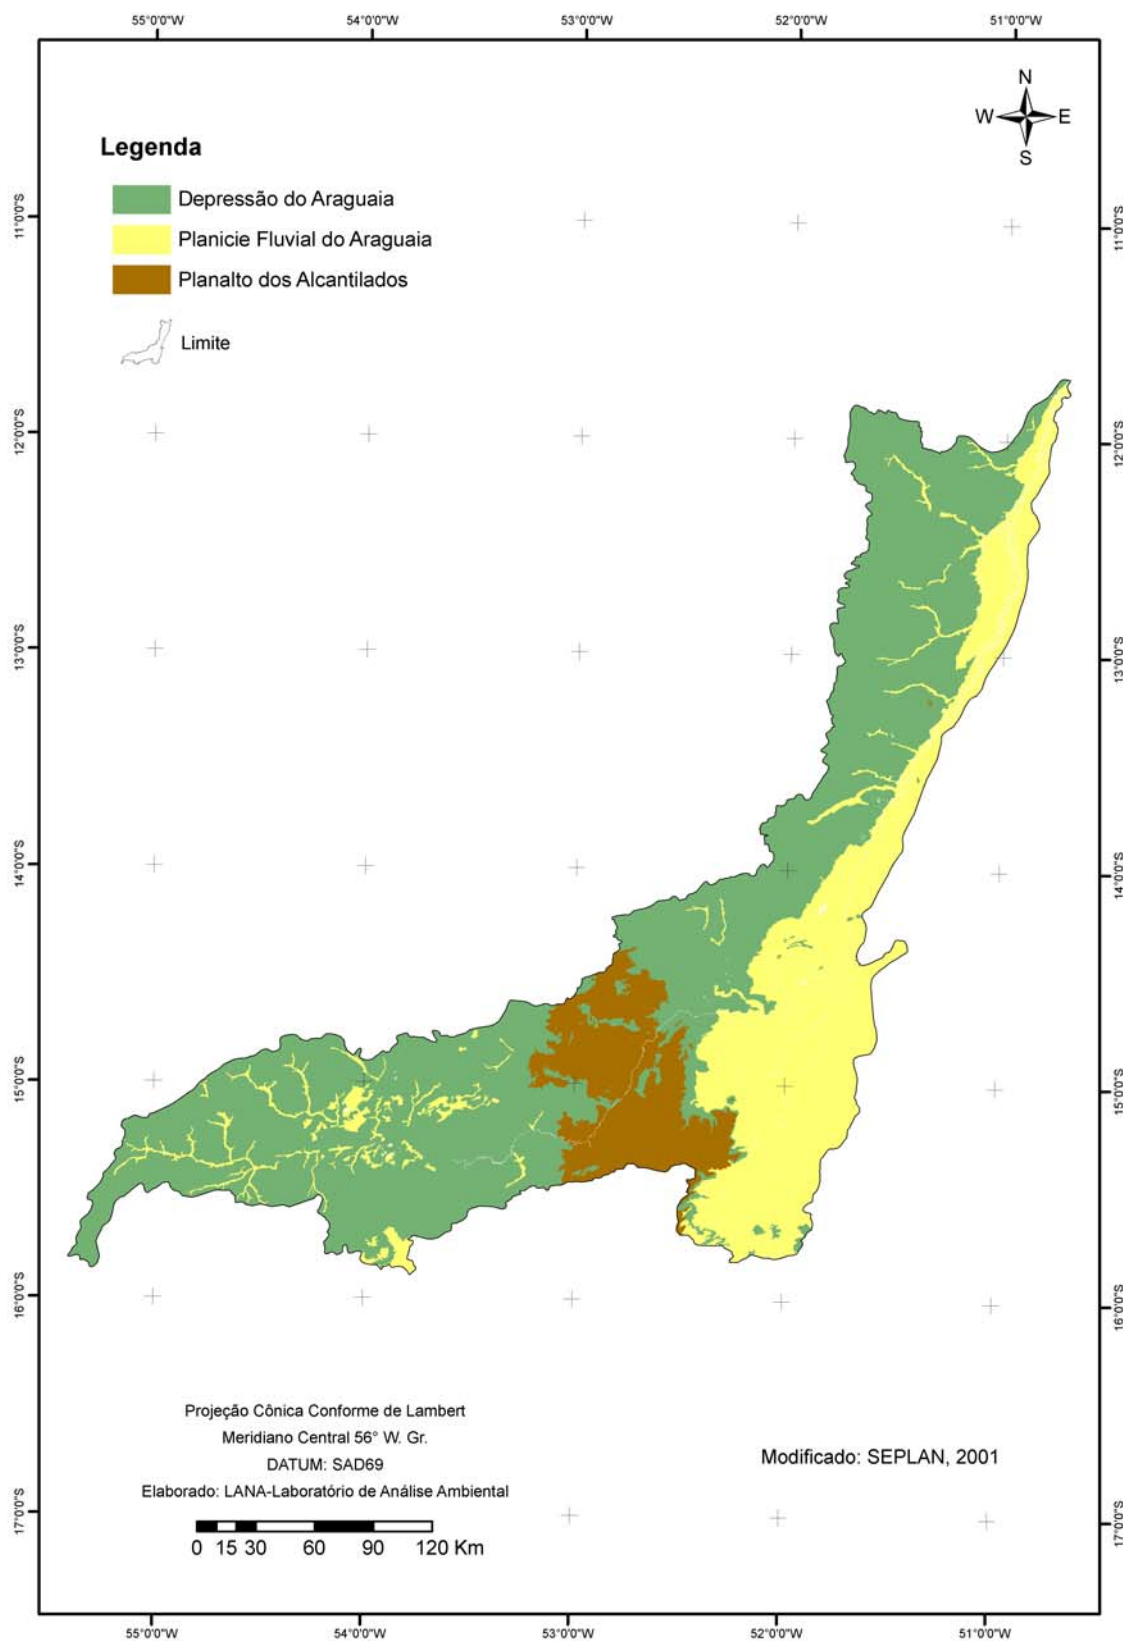 55°0'0"W 54°0'0"W 53°0'0"W 52°0'0"W 51°0'0"W
N
W E
S
Legenda
Depressão do Araguaia
Planicie Fluvial do Araguaia
Planalto dos Alcantilados
Limite
11°0'0"S 11°0'0"S
12°0'0"S 12°0'0"S
13°0'0"S 13°0'0"S
14°0'0"S 14°0'0"S
15°0'0"S 15°0'0"S
16°0'0"S 16°0'0"S
Projeção Cônica Conforme de Lambert
Meridiano Central 56° W. Gr.
DATUM: SAD69
Elaborado: LANA-Laboratório de Análise Ambiental
Modificado: SEPLAN, 2001
17°0'0"S 17°0'0"S
0 15 30 60 90 120 Km
55°0'0"W 54°0'0"W 53°0'0"W 52°0'0"W 51°0'0"W